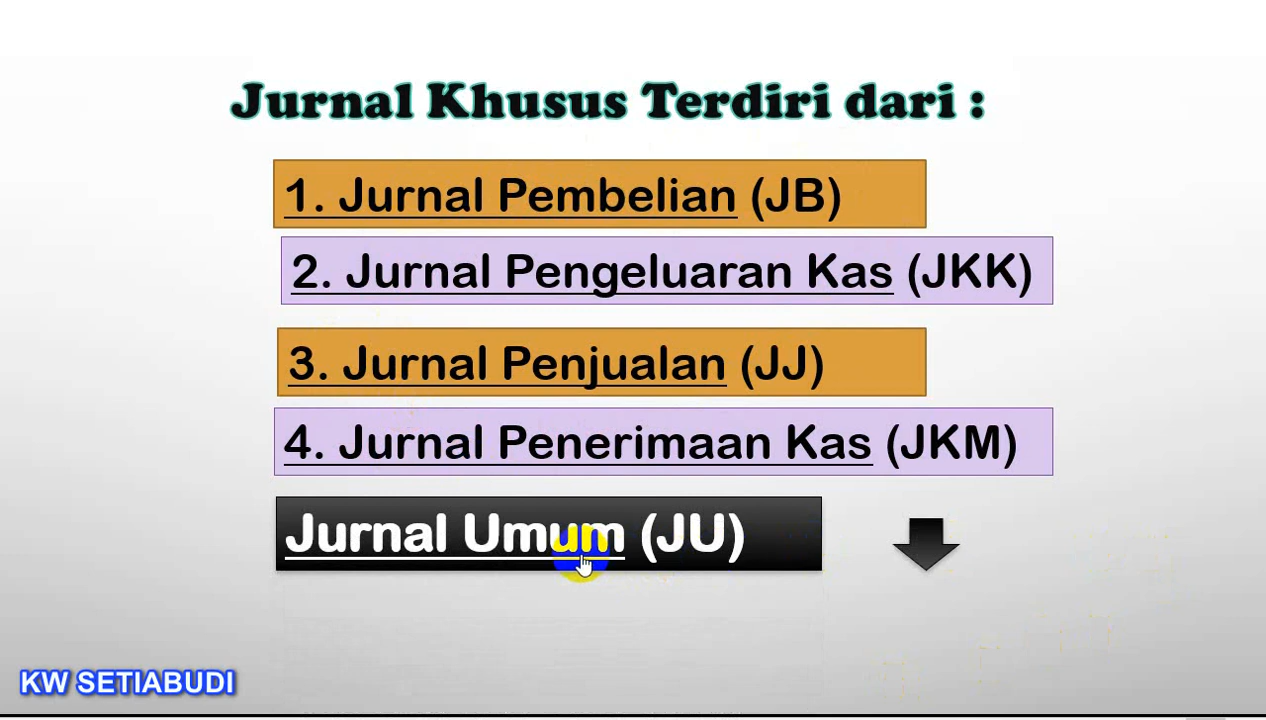 Jurnal Khusus Terdiri dari :
1. Jurnal Pembelian (JB)
2. Jurnal Pengeluaran Kas (JKK)
3. Jurnal Penjualan (JJ)
4. Jurnal Penerimaan Kas (JKM)
Jurnal Umum (JU)
KW SETIABUDI